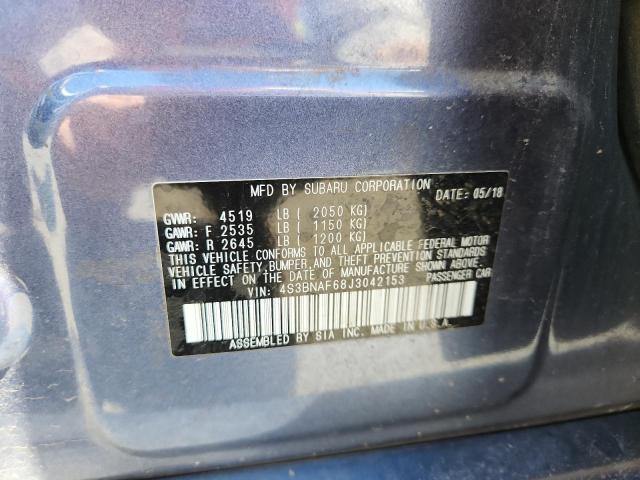 MFD BY SUBARU CORPORATION DATE: 05/18
GVWR: 4519 LB ( 2050 KG)
GAWR: F 2535 LB ( 1150 KG)
GAWR: R 2645 LB ( 1200 KG)
THIS VEHICLE CONFORMS TO ALL APPLICABLE FEDERAL MOTOR
VEHICLE SAFETY, BUMPER, AND THEFT PREVENTION STANDARDS
IN EFFECT ON THE DATE OF MANUFACTURE SHOWN ABOVE.
VIN: 4S3BNAF68J3042153 PASSENGER CAR
ASSEMBLED BY SIA INC. MADE IN U.S.A.